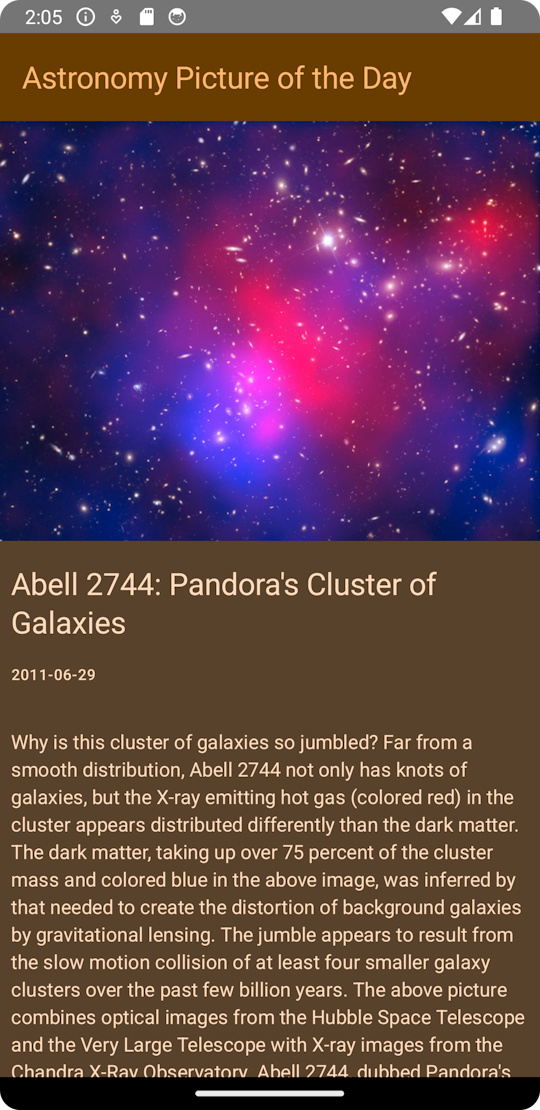 2:05
Astronomy Picture of the Day
Abell 2744: Pandora's Cluster of
Galaxies
2011-06-29
Why is this cluster of galaxies so jumbled? Far from a
smooth distribution, Abell 2744 not only has knots of
galaxies, but the X-ray emitting hot gas (colored red) in the
cluster appears distributed differently than the dark matter.
The dark matter, taking up over 75 percent of the cluster
mass and colored blue in the above image, was inferred by
that needed to create the distortion of background galaxies
by gravitational lensing. The jumble appears to result from
the slow motion collision of at least four smaller galaxy
clusters over the past few billion years. The above picture
combines optical images from the Hubble Space Telescope
and the Very Large Telescope with X-ray images from the
Chandra X-Ray Observatory. Abell 2744, dubbed Pandora's